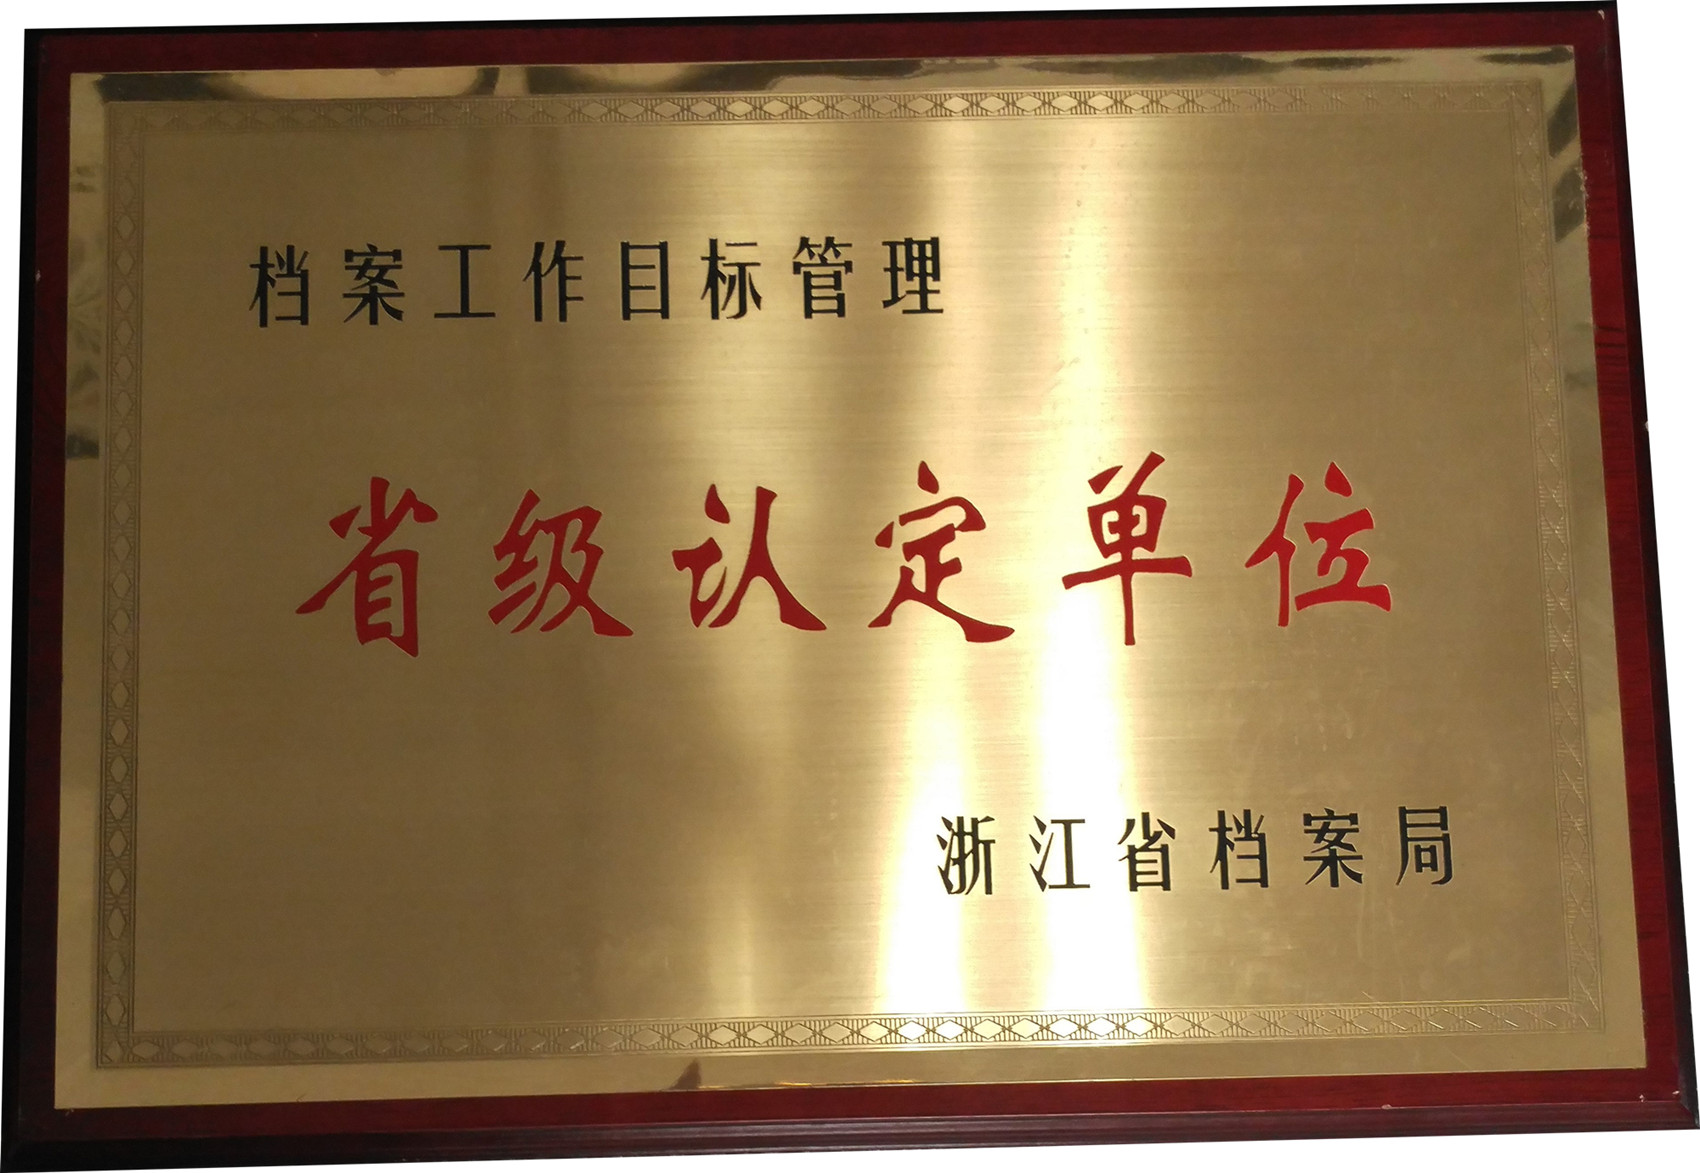 档案工作目标管理
省级认定单位
浙江省档案局